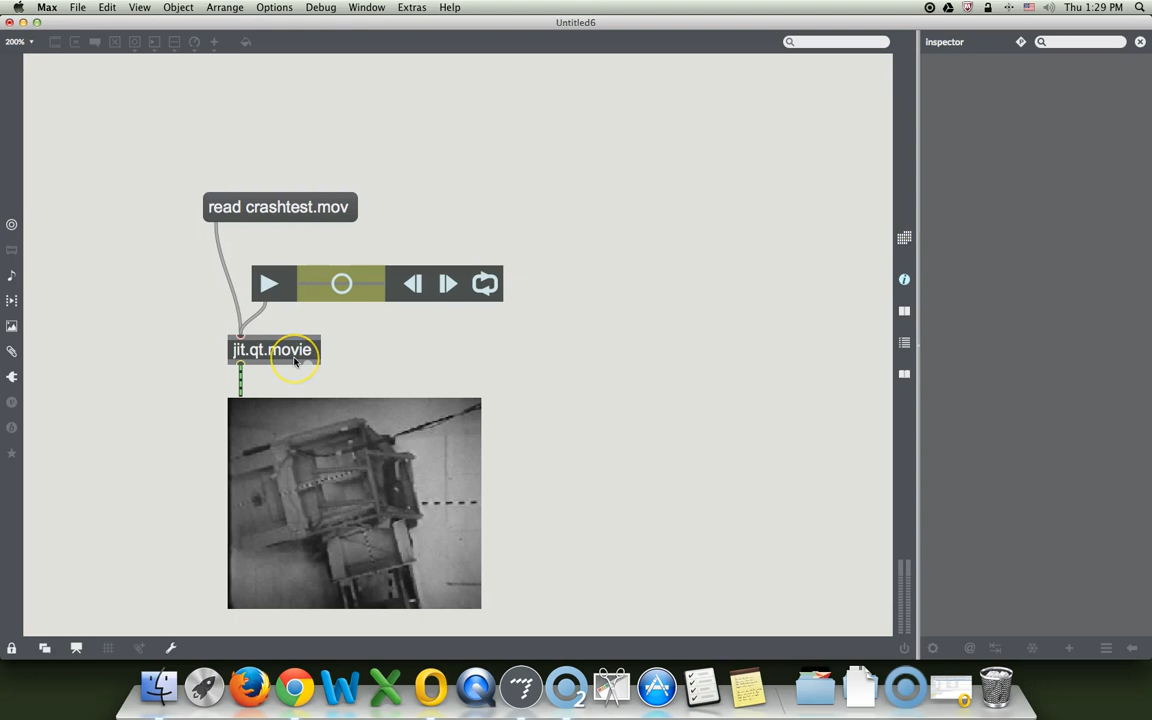 Max File Edit View Object Arrange Options Debug Window Extras Help
Thu 1:29 PM
Untitled6
200%
inspector
read crashtest.mov
jit.qt.movie
2